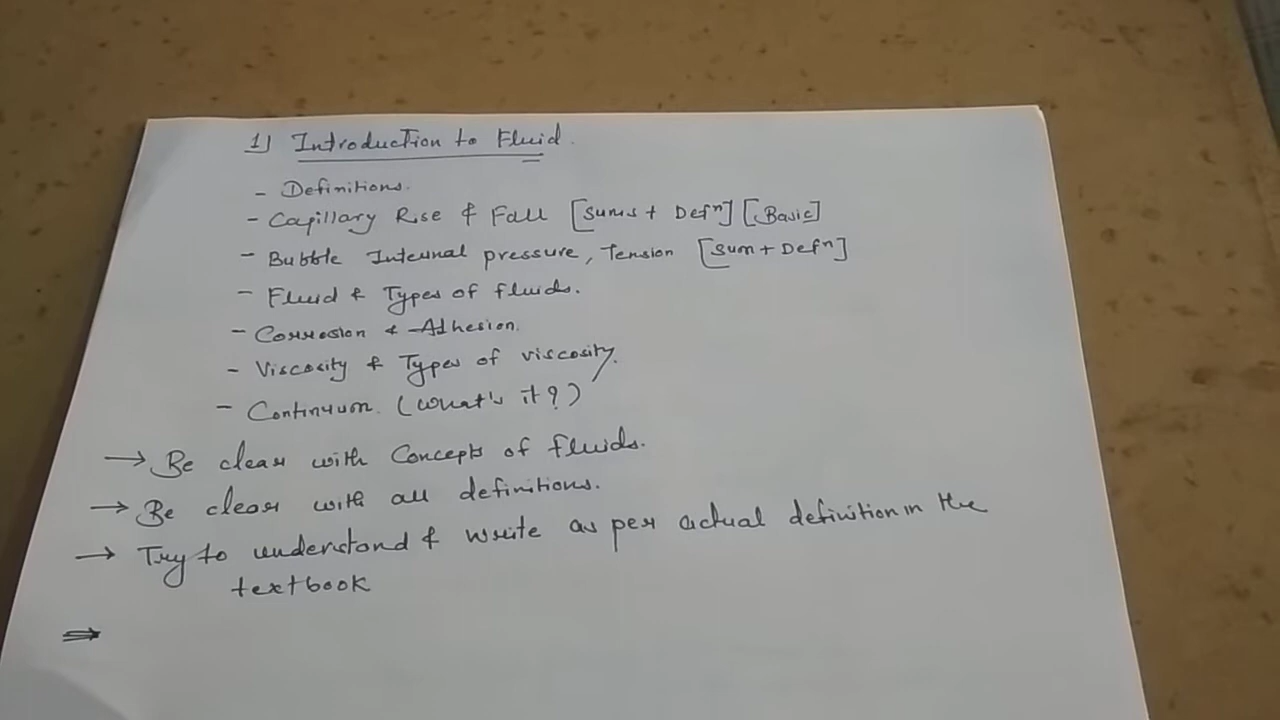 1) Introduction to Fluid.
- Definitions.
- Capillary Rise & Fall [Sums + Defⁿ] [Basic]
- Bubble Internal pressure, Tension [Sum + Defⁿ]
- Fluid & Types of fluids.
- Corrosion & Adhesion.
- Viscosity & Types of viscosity.
- Continuum. (What's it?)
→ Be clear with Concepts of fluids.
→ Be clear with all definitions.
→ Try to understand & write as per actual definition in the
textbook
⇒